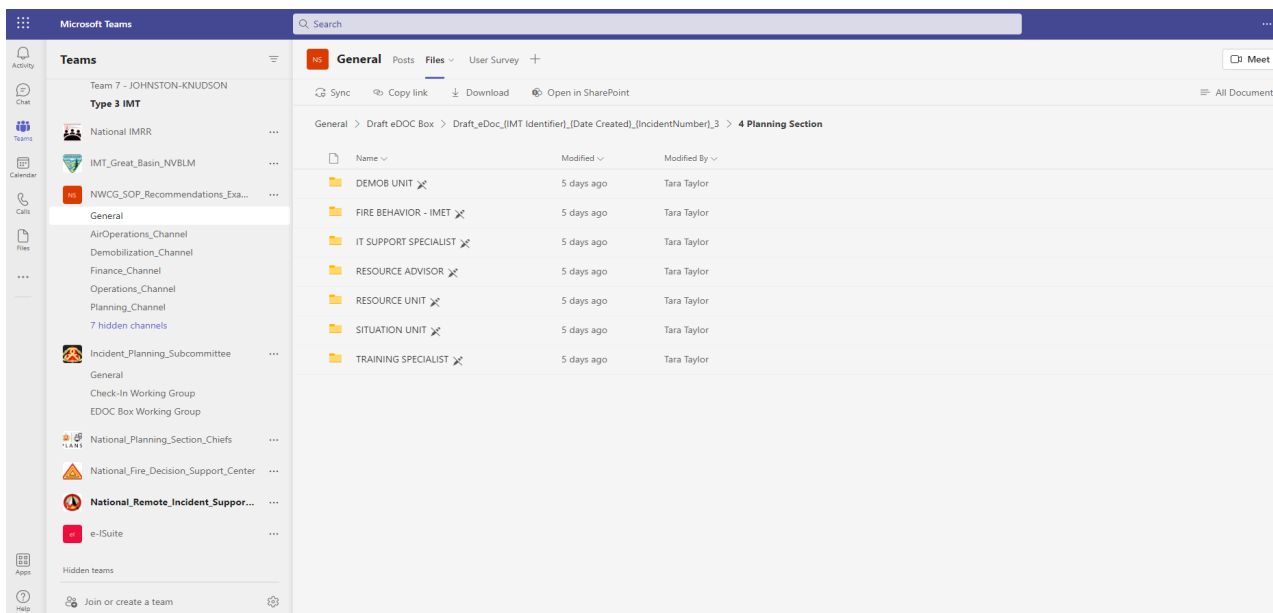 Microsoft Teams
Search
...
Activity
Chat
Teams
Calendar
Calls
Files
...
Apps
Help
Teams
Team 7 - JOHNSTON-KNUDSON
Type 3 IMT
National IMRR ...
IMT_Great_Basin_NVBLM ...
NS NWCG_SOP_Recommendations_Exa... ...
General
AirOperations_Channel
Demobilization_Channel
Finance_Channel
Operations_Channel
Planning_Channel
7 hidden channels
Incident_Planning_Subcommittee ...
General
Check-In Working Group
EDOC Box Working Group
PLANS National_Planning_Section_Chiefs ...
National_Fire_Decision_Support_Center ...
National_Remote_Incident_Suppor... ...
eI e-ISuite ...
Hidden teams
Join or create a team
NS General Posts Files User Survey +
Meet
Sync Copy link Download Open in SharePoint
All Document
General > Draft eDOC Box > Draft_eDoc_{IMT Identifier}_{Date Created}_{IncidentNumber}_3 > 4 Planning Section
Name Modified Modified By
DEMOB UNIT 5 days ago Tara Taylor
FIRE BEHAVIOR - IMET 5 days ago Tara Taylor
IT SUPPORT SPECIALIST 5 days ago Tara Taylor
RESOURCE ADVISOR 5 days ago Tara Taylor
RESOURCE UNIT 5 days ago Tara Taylor
SITUATION UNIT 5 days ago Tara Taylor
TRAINING SPECIALIST 5 days ago Tara Taylor